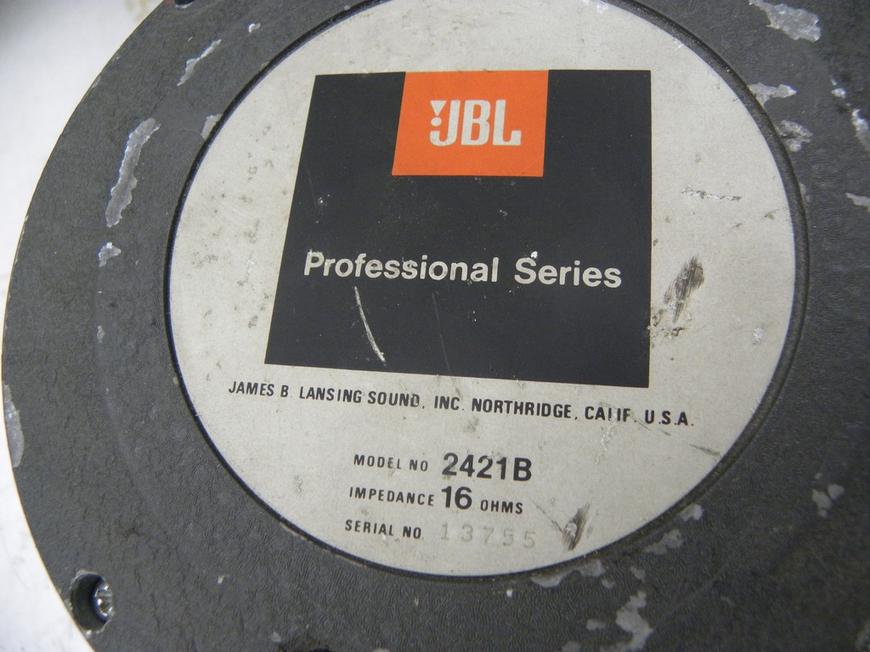 JBL
Professional Series
JAMES B. LANSING SOUND, INC. NORTHRIDGE, CALIF. U.S.A.
MODEL NO 2421B
IMPEDANCE 16 OHMS
SERIAL NO. 13755